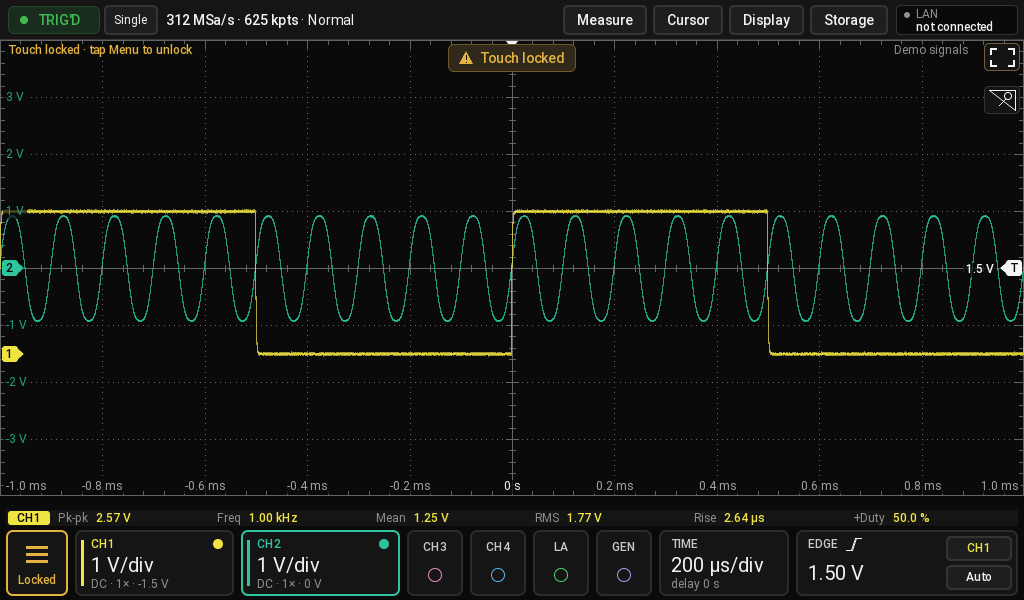 TRIG'D
Single
312 MSa/s · 625 kpts · Normal
Measure
Cursor
Display
Storage
LAN
not connected
Touch locked · tap Menu to unlock
Touch locked
Demo signals
3 V
2 V
1 V
2
1.5 V
T
-1 V
1
-2 V
-3 V
-1.0 ms
-0.8 ms
-0.6 ms
-0.4 ms
-0.2 ms
0 s
0.2 ms
0.4 ms
0.6 ms
0.8 ms
1.0 ms
CH1
Pk-pk 2.57 V
Freq 1.00 kHz
Mean 1.25 V
RMS 1.77 V
Rise 2.64 µs
+Duty 50.0 %
Locked
CH1
1 V/div
DC · 1× · -1.5 V
CH2
1 V/div
DC · 1× · 0 V
CH3
CH4
LA
GEN
TIME
200 µs/div
delay 0 s
EDGE
1.50 V
CH1
Auto